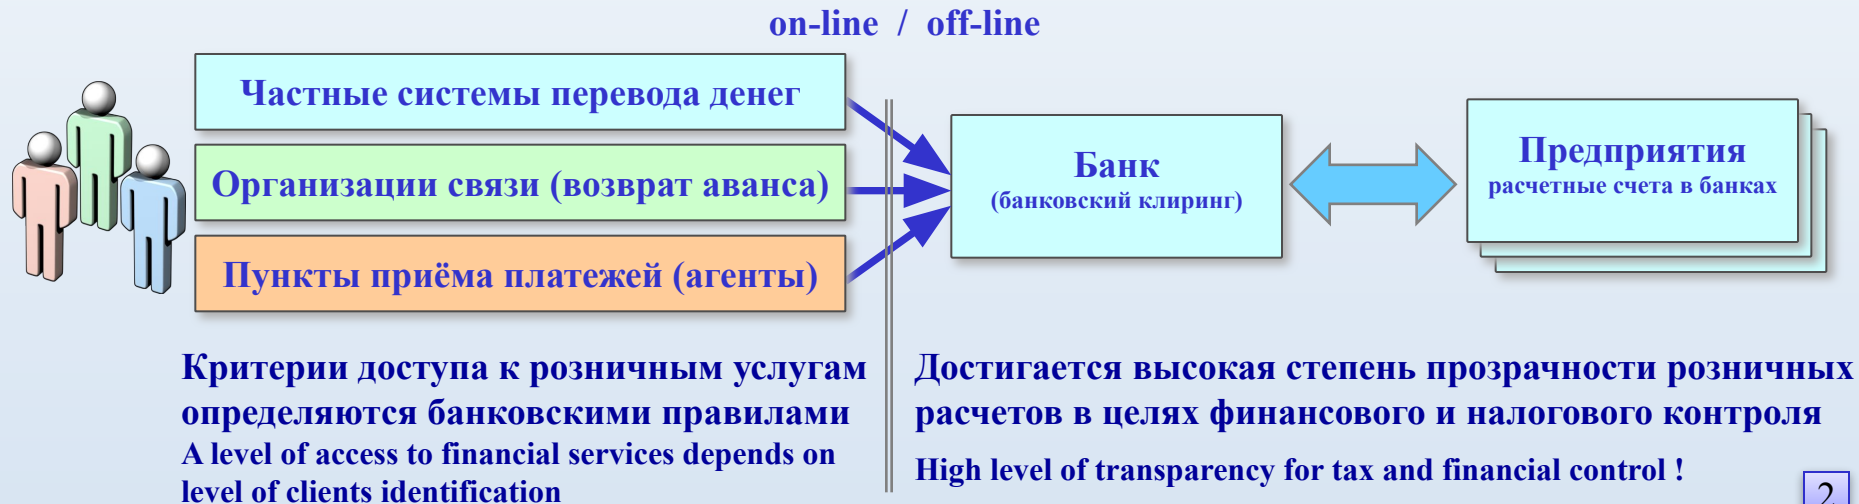 on-line / off-line
Частные системы перевода денег
Организации связи (возврат аванса)
Пункты приёма платежей (агенты)
Банк
(банковский клиринг)
Предприятия
расчетные счета в банках
Критерии доступа к розничным услугам
определяются банковскими правилами
A level of access to financial services depends on
level of clients identification
Достигается высокая степень прозрачности розничных
расчетов в целях финансового и налогового контроля
High level of transparency for tax and financial control !
2